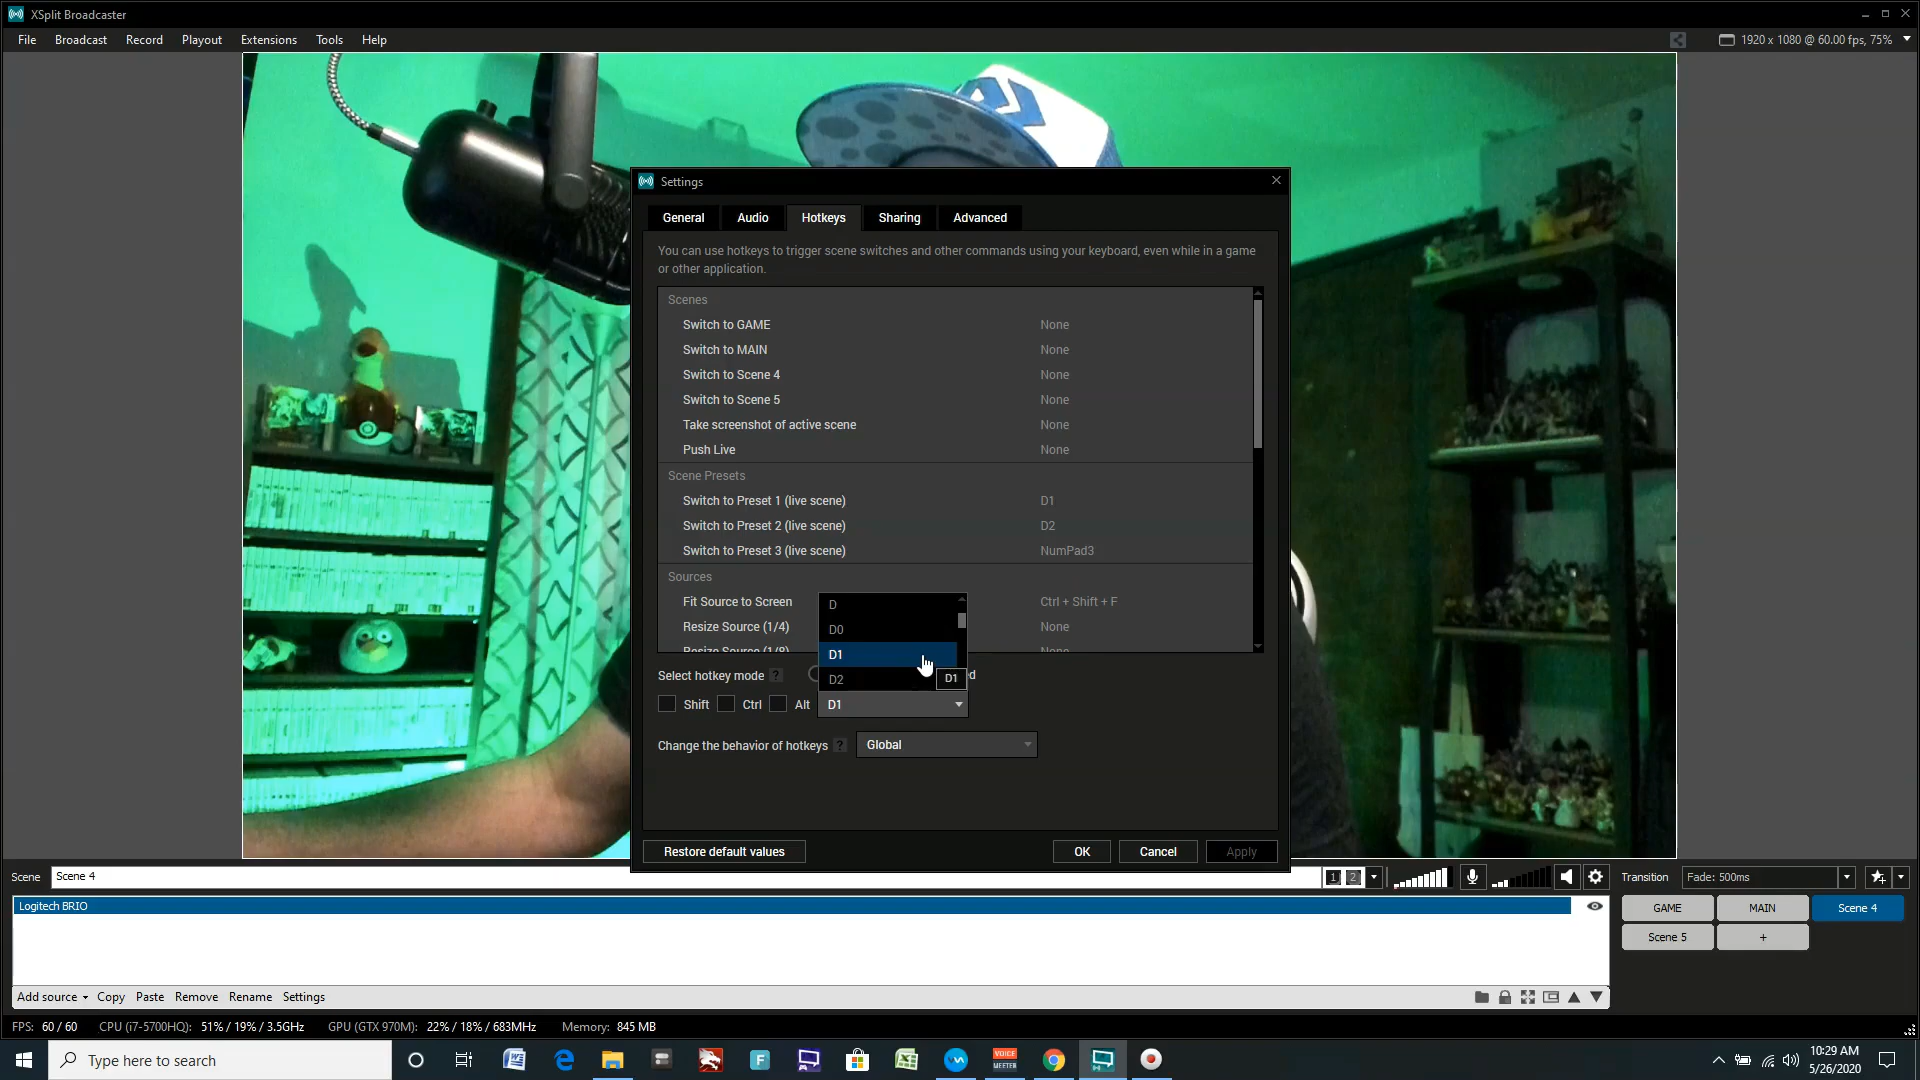 XSplit Broadcaster
File Broadcast Record Playout Extensions Tools Help
1920 x 1080 @ 60.00 fps, 75%
Settings
General Audio Hotkeys Sharing Advanced
You can use hotkeys to trigger scene switches and other commands using your keyboard, even while in a game
or other application.
Scenes
Switch to GAME None
Switch to MAIN None
Switch to Scene 4 None
Switch to Scene 5 None
Take screenshot of active scene None
Push Live None
Scene Presets
Switch to Preset 1 (live scene) D1
Switch to Preset 2 (live scene) D2
Switch to Preset 3 (live scene) NumPad3
Sources
Fit Source to Screen Ctrl + Shift + F
Resize Source (1/4) None
Resize Source (1/8) None
D
D0
D1
D2
D1
Select hotkey mode ? d
Shift Ctrl Alt D1
Change the behavior of hotkeys ? Global
Restore default values OK Cancel Apply
Scene Scene 4 1 2 Transition Fade: 500ms
Logitech BRIO
GAME MAIN Scene 4
Scene 5 +
Add source Copy Paste Remove Rename Settings
FPS: 60 / 60 CPU (i7-5700HQ): 51% / 19% / 3.5GHz GPU (GTX 970M): 22% / 18% / 683MHz Memory: 845 MB
Type here to search
VOICE
MEETER
10:29 AM
5/26/2020